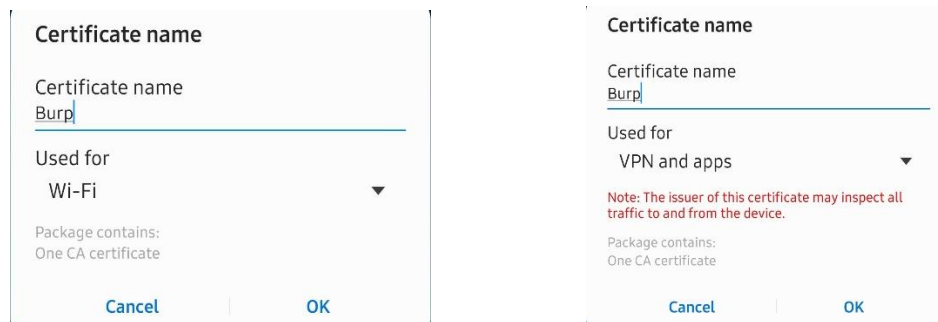 Certificate name
Certificate name
Burp
Used for
Wi-Fi
Package contains:
One CA certificate
Cancel
OK
Certificate name
Certificate name
Burp
Used for
VPN and apps
Note: The issuer of this certificate may inspect all
traffic to and from the device.
Package contains:
One CA certificate
Cancel
OK